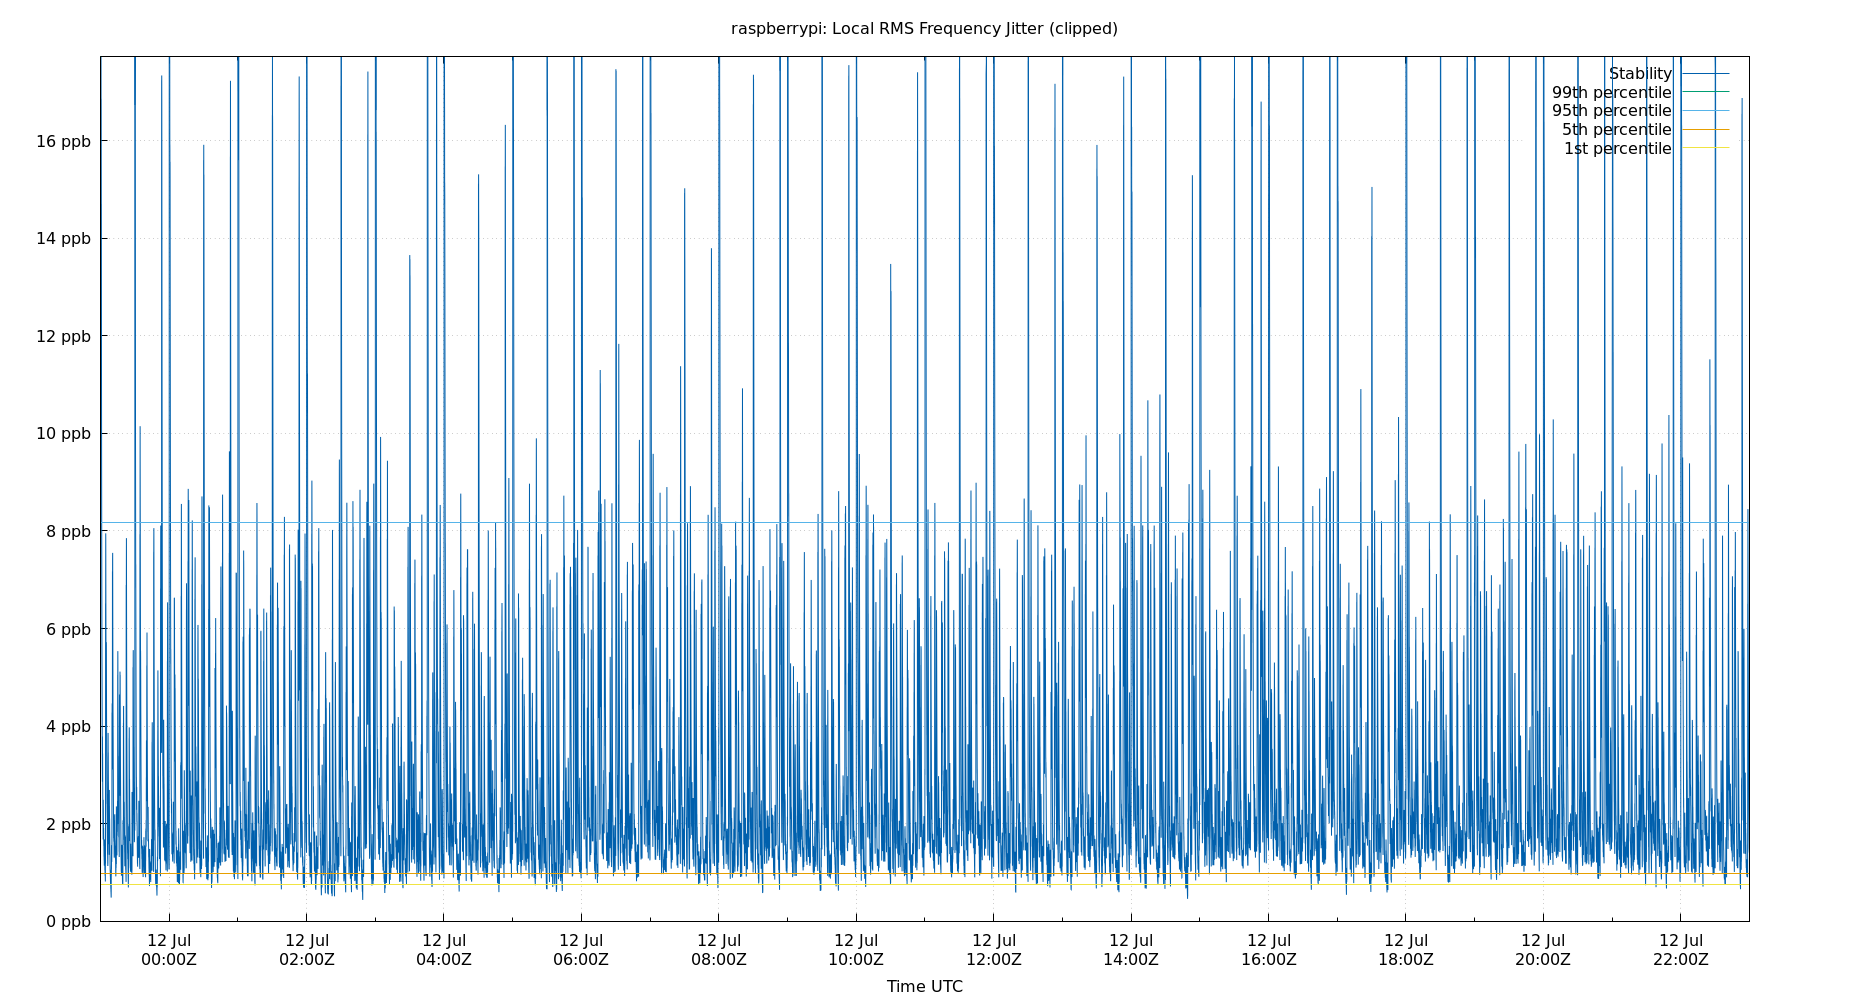 raspberrypi: Local RMS Frequency Jitter (clipped)
Stability
99th percentile
95th percentile
5th percentile
1st percentile
16 ppb
14 ppb
12 ppb
10 ppb
8 ppb
6 ppb
4 ppb
2 ppb
0 ppb
12 Jul 12 Jul 12 Jul 12 Jul 12 Jul 12 Jul 12 Jul 12 Jul 12 Jul 12 Jul 12 Jul 12 Jul
00:00Z 02:00Z 04:00Z 06:00Z 08:00Z 10:00Z 12:00Z 14:00Z 16:00Z 18:00Z 20:00Z 22:00Z
Time UTC